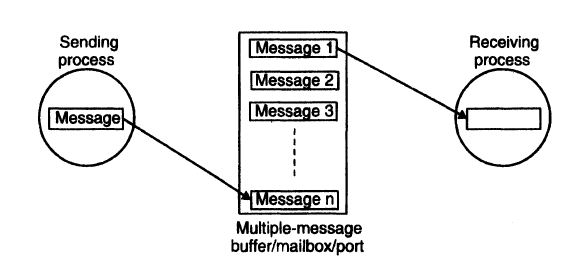 Sending
process
Message
Message 1
Message 2
Message 3
Message n
Multiple-message
buffer/mailbox/port
Receiving
process